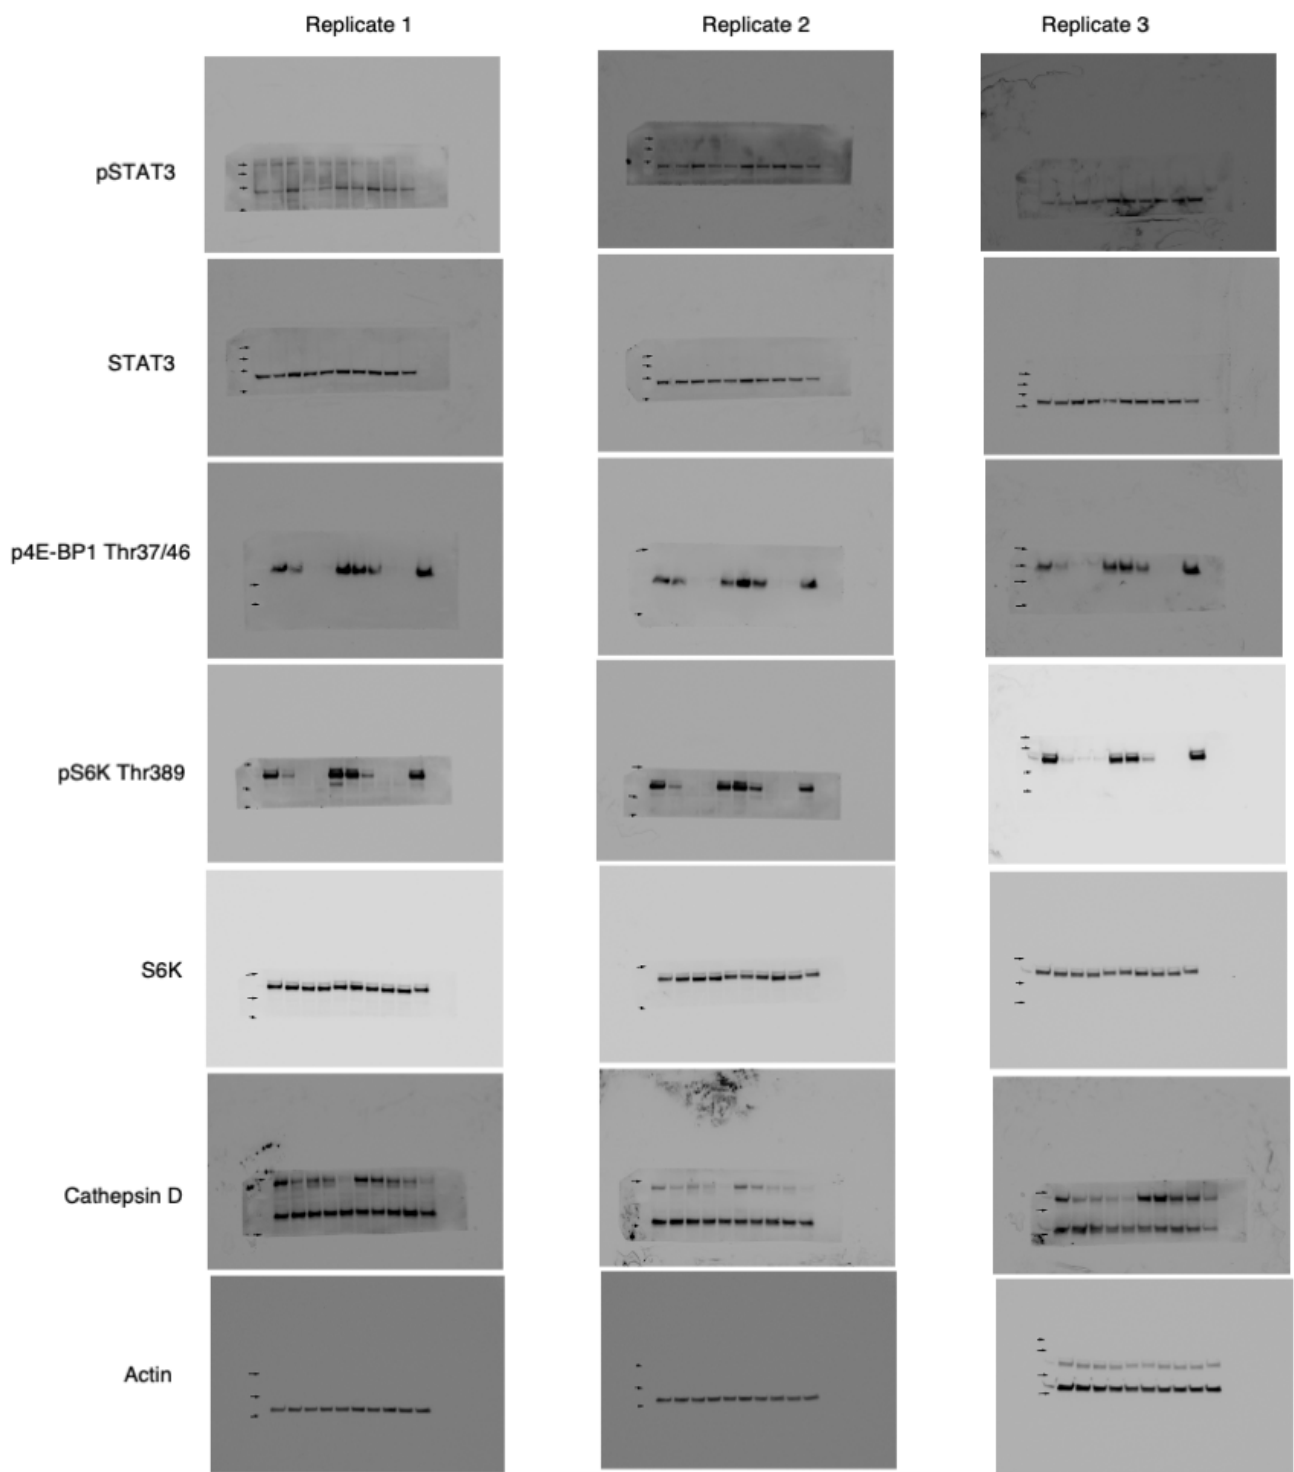 Replicate 1 Replicate 2 Replicate 3
pSTAT3
STAT3
p4E-BP1 Thr37/46
pS6K Thr389
S6K
Cathepsin D
Actin